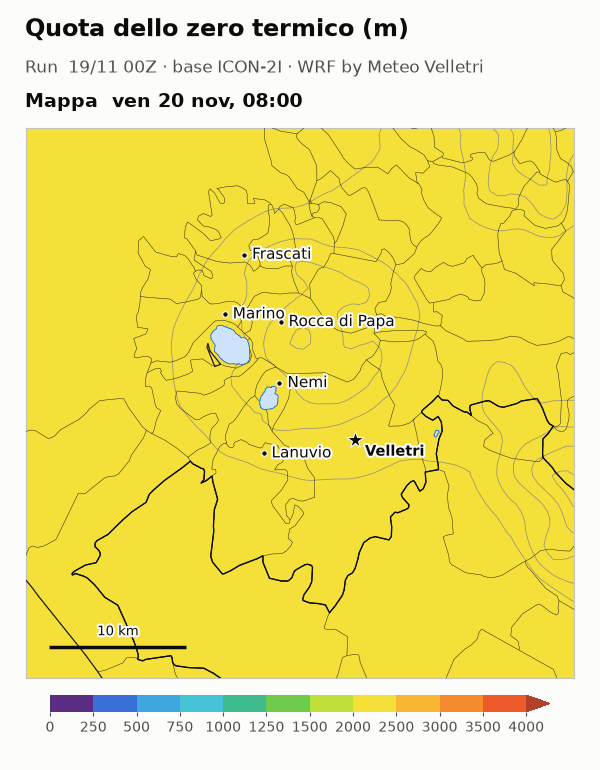 Quota dello zero termico (m)
Run  19/11 00Z · base ICON-2I · WRF by Meteo Velletri
Mappa  ven 20 nov, 08:00
Frascati
Marino
Rocca di Papa
Nemi
Velletri
Lanuvio
10 km
0 250 500 750 1000 1250 1500 2000 2500 3000 3500 4000